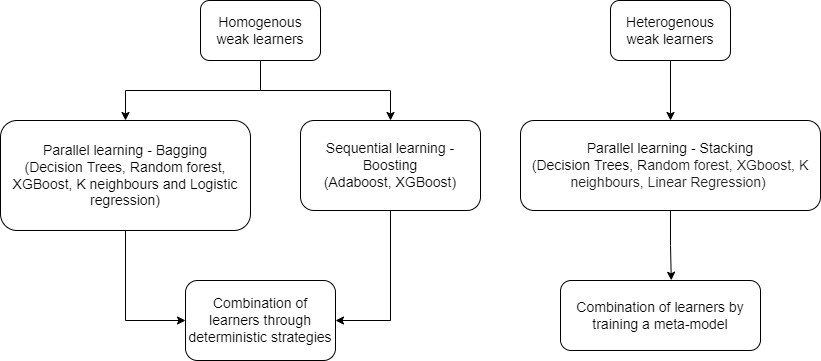 Homogenous
weak learners
Heterogenous
weak learners
Parallel learning - Bagging
(Decision Trees, Random forest,
XGBoost, K neighbours and Logistic
regression)
Sequential learning -
Boosting
(Adaboost, XGBoost)
Parallel learning - Stacking
(Decision Trees, Random forest, XGboost, K
neighbours, Linear Regression)
Combination of
learners through
deterministic strategies
Combination of learners by
training a meta-model